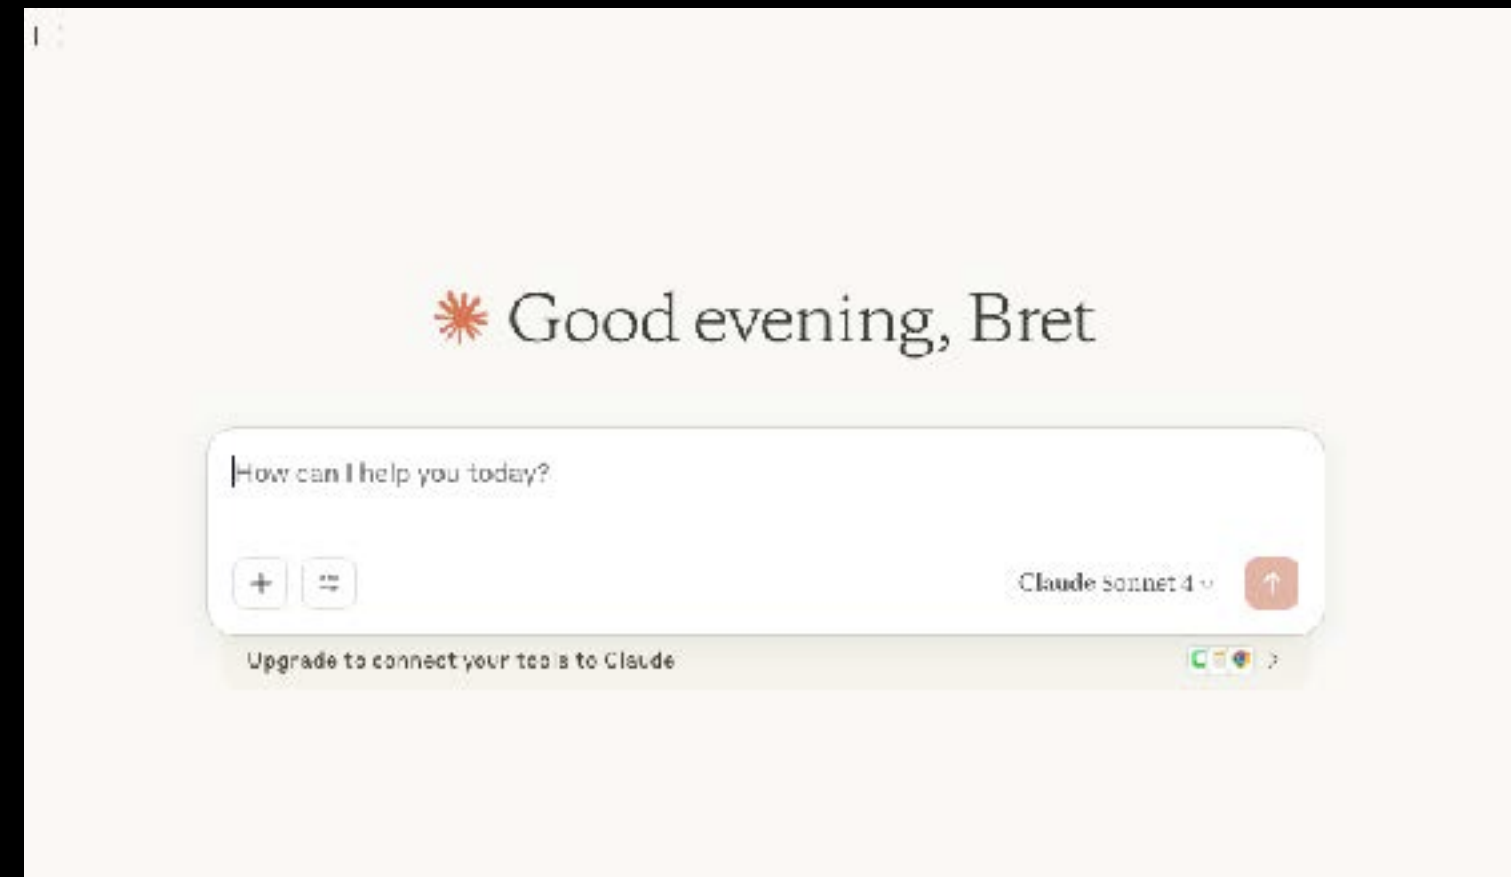 Good evening, Bret
How can I help you today?
Claude Sonnet 4
Upgrade to connect your tools to Claude